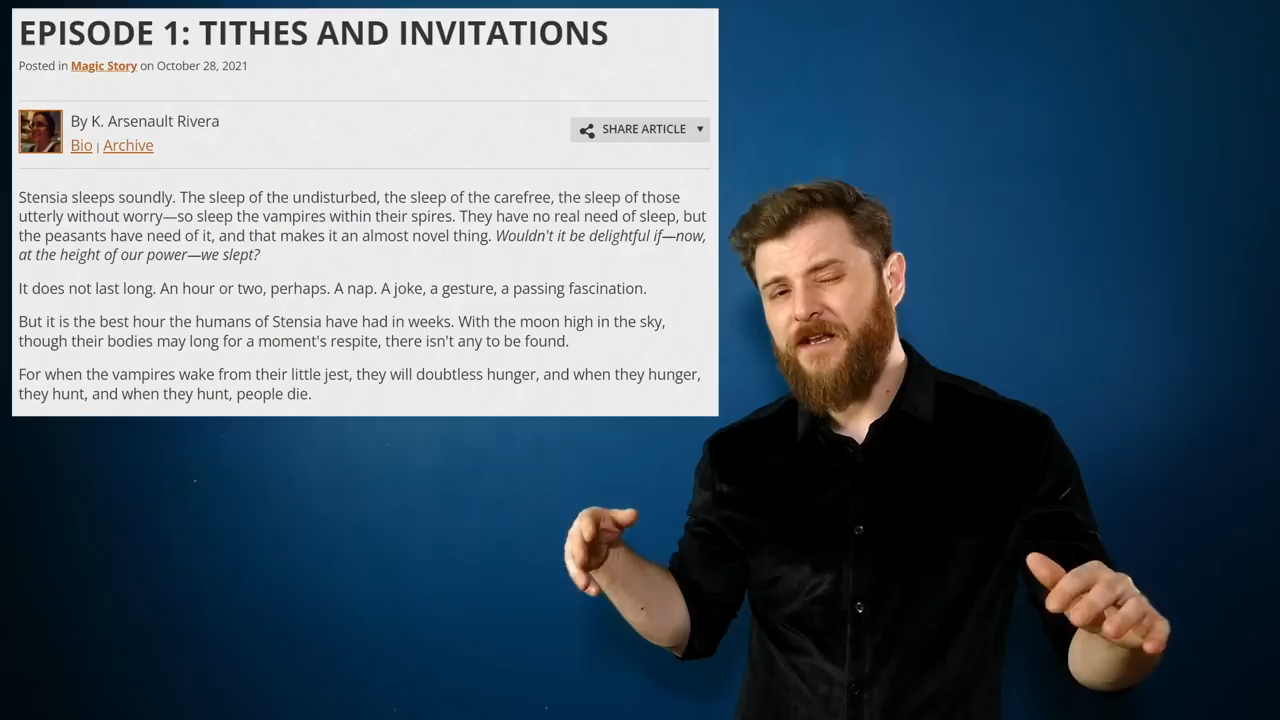 EPISODE 1: TITHES AND INVITATIONS
Posted in Magic Story on October 28, 2021
By K. Arsenault Rivera
Bio | Archive
SHARE ARTICLE ▼
Stensia sleeps soundly. The sleep of the undisturbed, the sleep of the carefree, the sleep of those
utterly without worry—so sleep the vampires within their spires. They have no real need of sleep, but
the peasants have need of it, and that makes it an almost novel thing. Wouldn't it be delightful if—now,
at the height of our power—we slept?
It does not last long. An hour or two, perhaps. A nap. A joke, a gesture, a passing fascination.
But it is the best hour the humans of Stensia have had in weeks. With the moon high in the sky,
though their bodies may long for a moment's respite, there isn't any to be found.
For when the vampires wake from their little jest, they will doubtless hunger, and when they hunger,
they hunt, and when they hunt, people die.